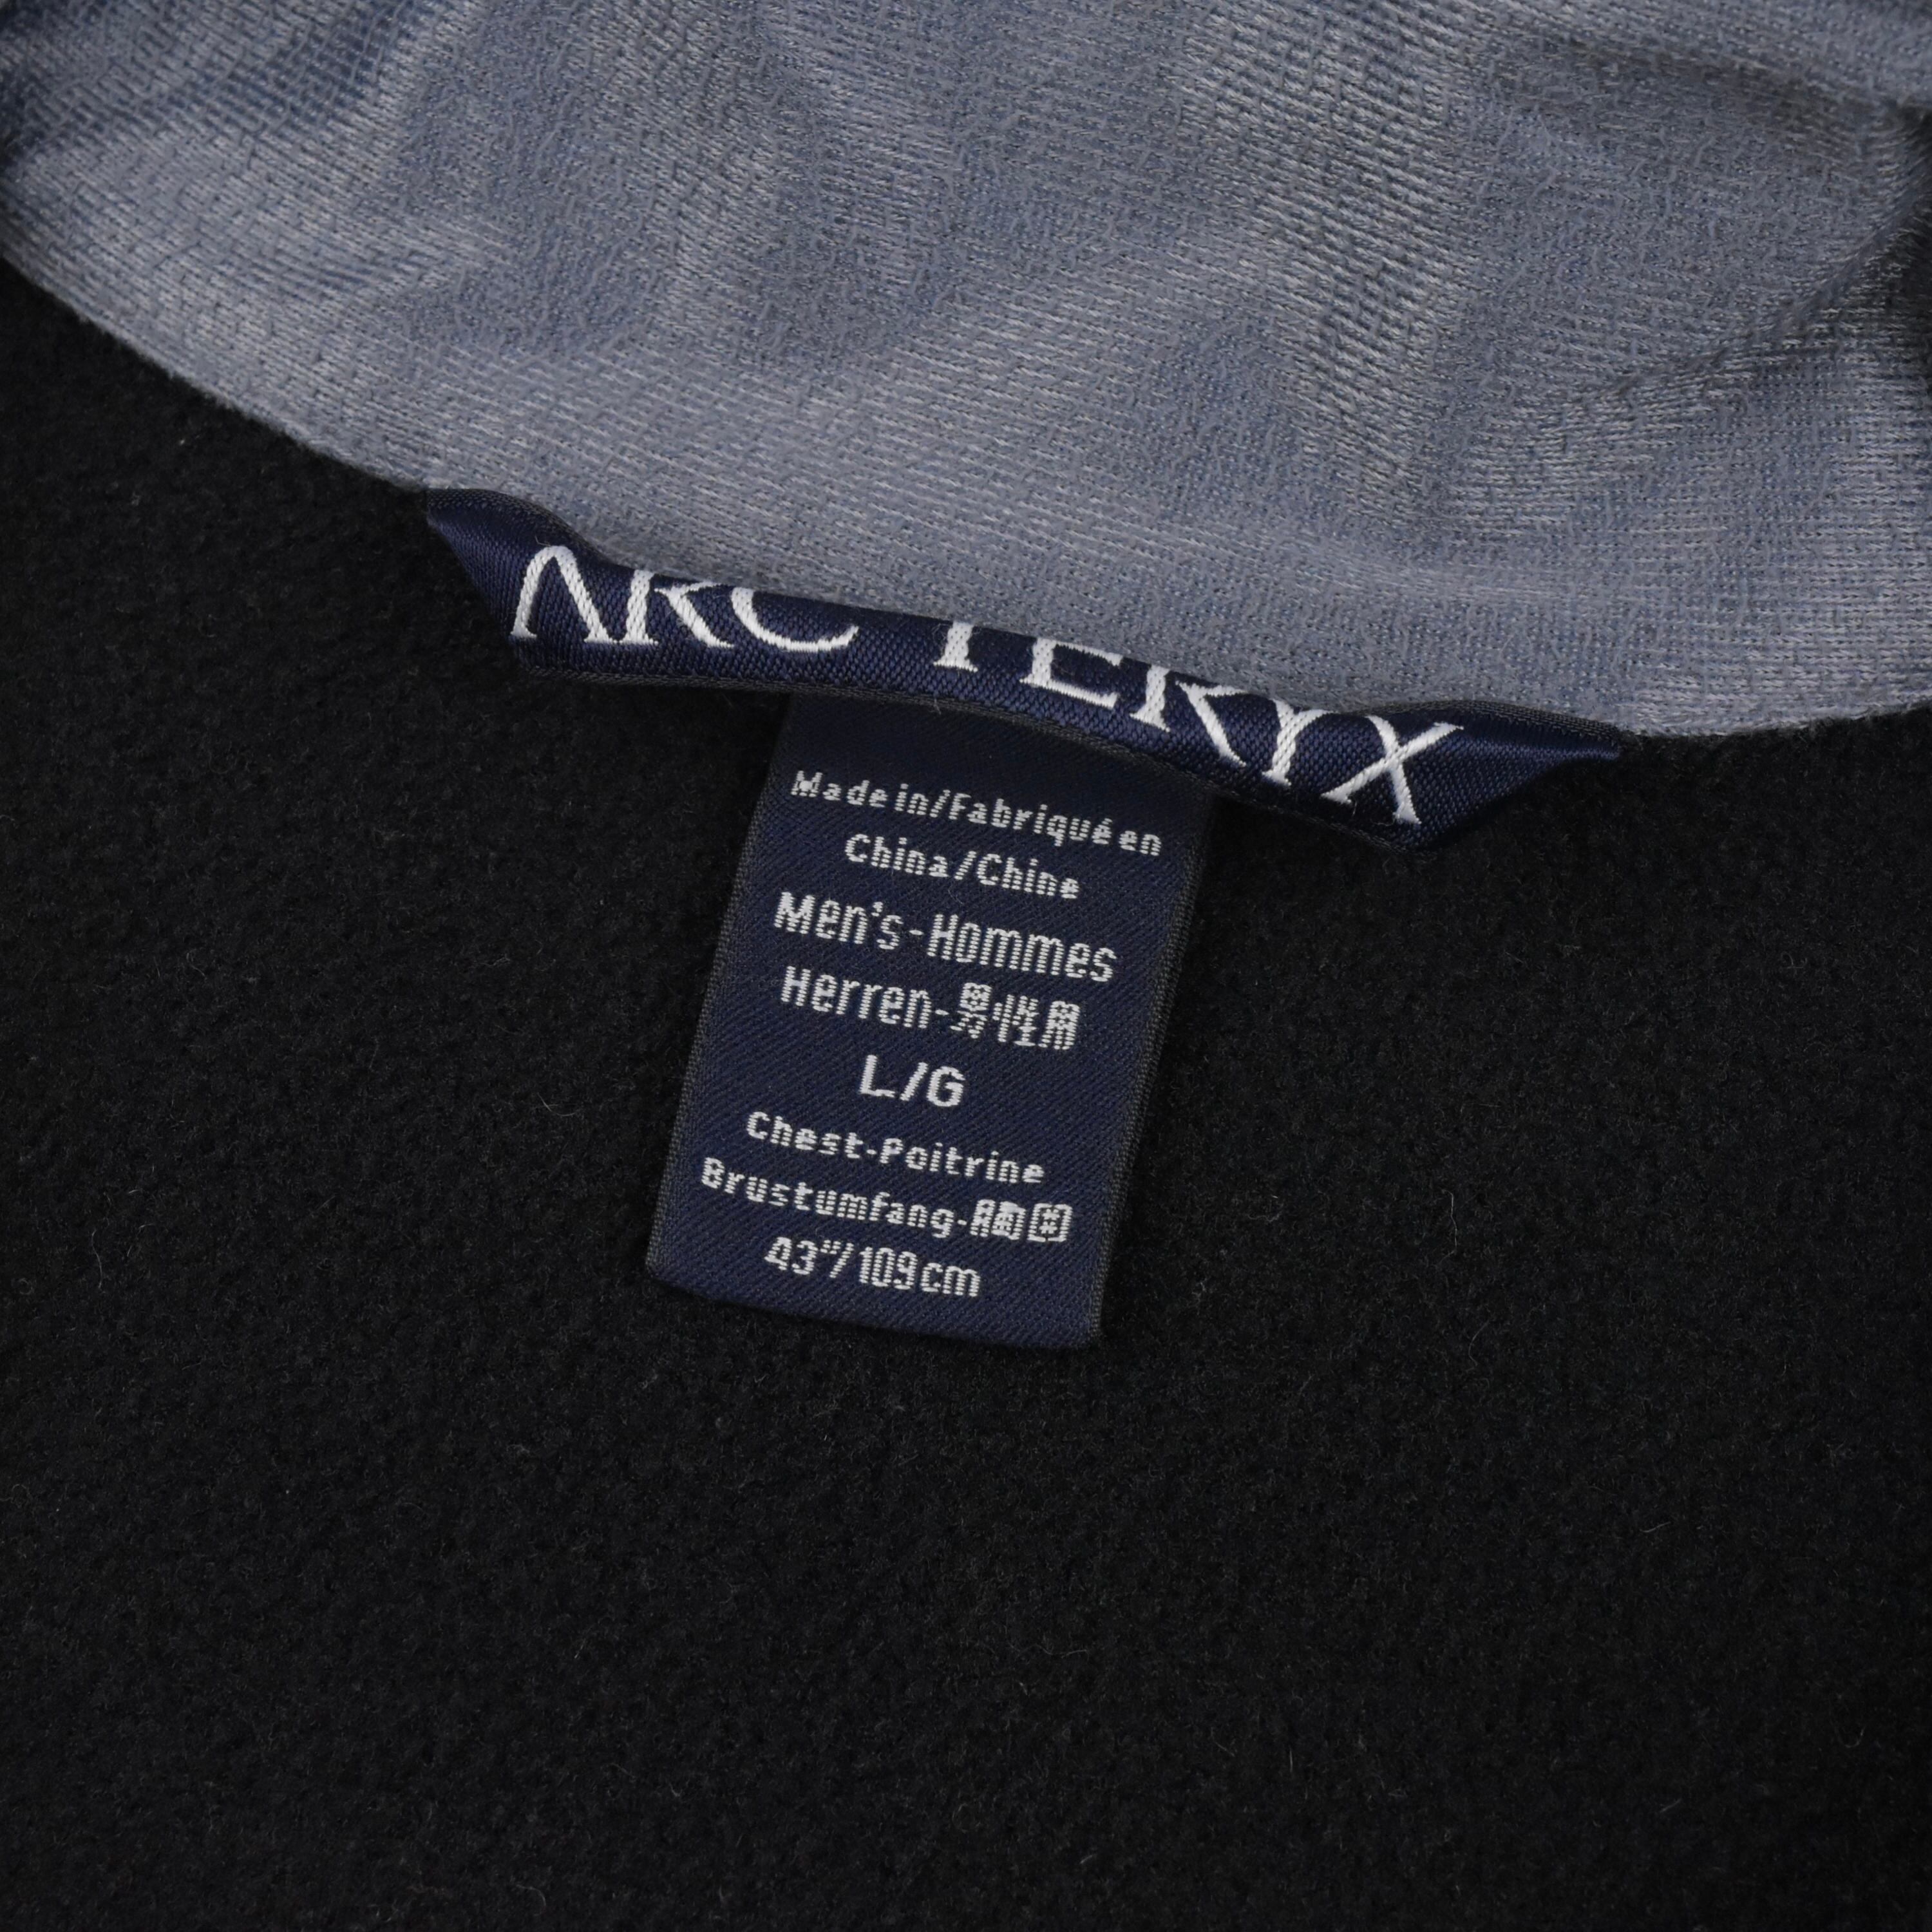 ARC'TERYX
Made in/Fabriqué en
China/Chine
Men's-Hommes
Herren-男性用
L/G
Chest-Poitrine
Brustumfang-胸囲
43"/109cm